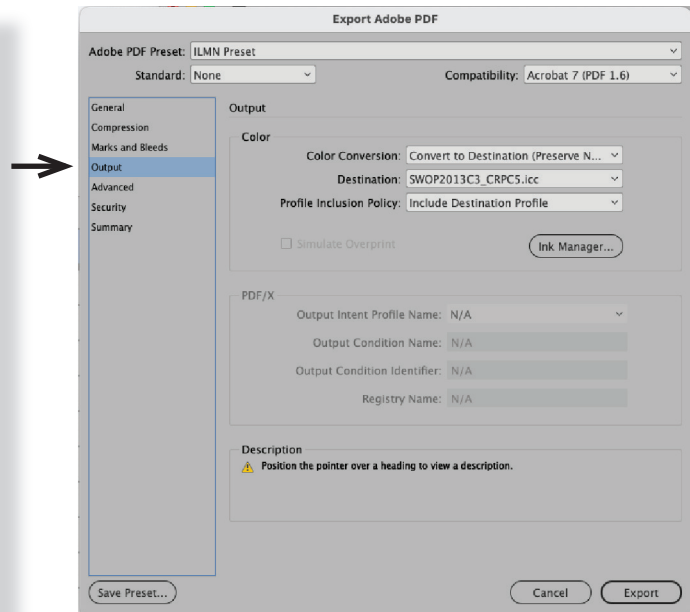 Export Adobe PDF
Adobe PDF Preset: ILMN Preset
Standard: None Compatibility: Acrobat 7 (PDF 1.6)
General
Compression
Marks and Bleeds
Output
Advanced
Security
Summary
Output
Color
Color Conversion: Convert to Destination (Preserve N...
Destination: SWOP2013C3_CRPC5.icc
Profile Inclusion Policy: Include Destination Profile
Simulate Overprint Ink Manager...
PDF/X
Output Intent Profile Name: N/A
Output Condition Name: N/A
Output Condition Identifier: N/A
Registry Name: N/A
Description
Position the pointer over a heading to view a description.
Save Preset... Cancel Export